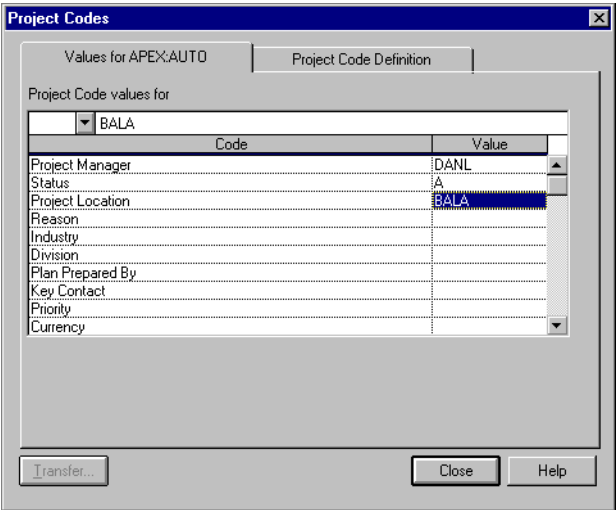 Project Codes
Values for APEX:AUTO
Project Code Definition
Project Code values for
BALA
Code Value
Project Manager DANL
Status A
Project Location BALA
Reason
Industry
Division
Plan Prepared By
Key Contact
Priority
Currency
Transfer...
Close
Help